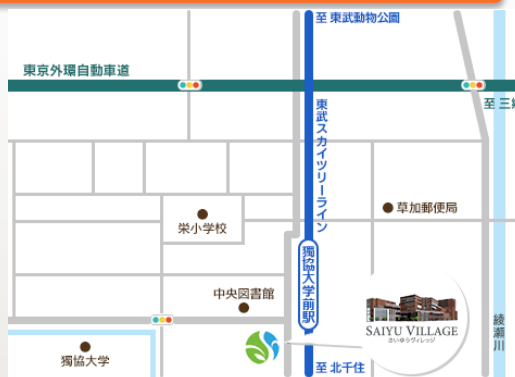 至 東武動物公園
東京外環自動車道
至 三
東武スカイツリーライン
草加郵便局
栄小学校
獨協大学前駅
中央図書館
SAIYU VILLAGE
さいゆうヴィレッジ
綾瀬川
獨協大学
至 北千住